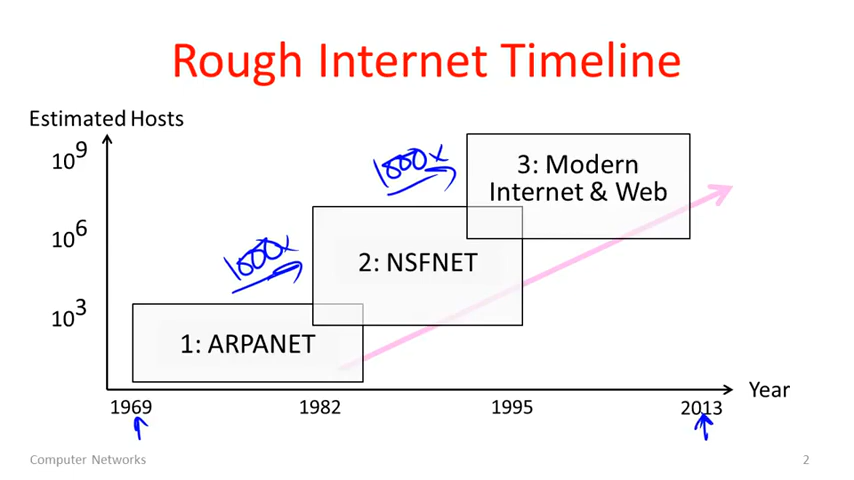 Rough Internet Timeline
Estimated Hosts
10⁹
1000x
3: Modern
Internet & Web
10⁶
1000x
2: NSFNET
10³
1: ARPANET
Year
1969
1982
1995
2013
Computer Networks
2